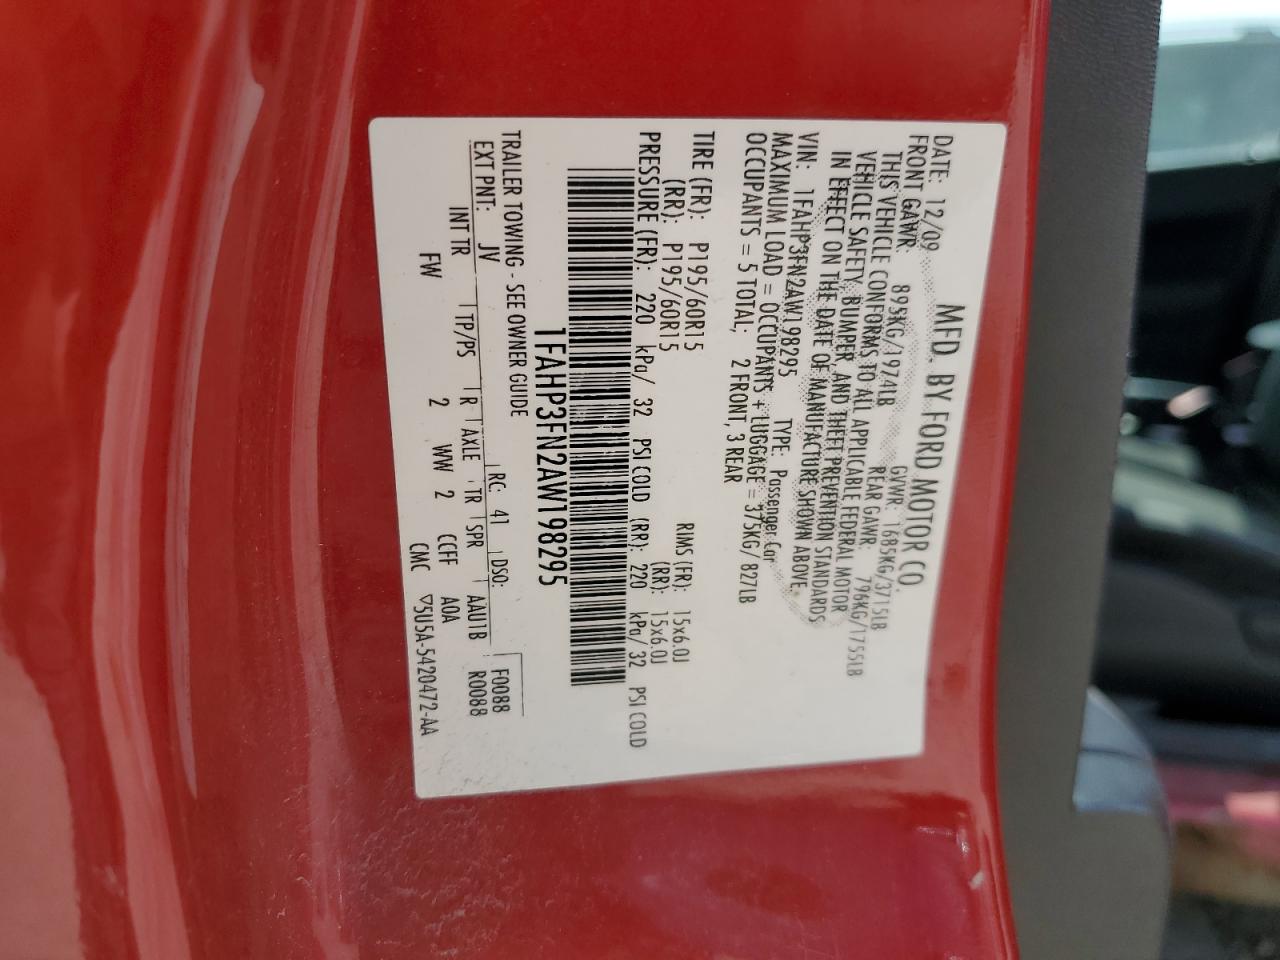 MFD. BY FORD MOTOR CO.
DATE: 12/09 GVWR: 1685KG/3715LB
FRONT GAWR: 895KG/1974LB REAR GAWR: 796KG/1755LB
THIS VEHICLE CONFORMS TO ALL APPLICABLE FEDERAL MOTOR
VEHICLE SAFETY, BUMPER, AND THEFT PREVENTION STANDARDS
IN EFFECT ON THE DATE OF MANUFACTURE SHOWN ABOVE.
VIN: 1FAHP3FN2AW198295 TYPE: Passenger Car
MAXIMUM LOAD = OCCUPANTS + LUGGAGE = 375KG/ 827LB
OCCUPANTS = 5 TOTAL; 2 FRONT, 3 REAR
TIRE (FR): P195/60R15 RIMS (FR): 15x6.0J
(RR): P195/60R15 (RR): 15x6.0J
PRESSURE (FR): 220 kPa/ 32 PSI COLD (RR): 220 kPa/ 32 PSI COLD
1FAHP3FN2AW198295
TRAILER TOWING - SEE OWNER GUIDE
EXT PNT: JV RC: 41 DSO: F0088
INT TR TP/PS R AXLE TR SPR AAU1B R0088
FW 2 WW 2 CCFF AOA
CMC ▽5U5A-5420472-AA